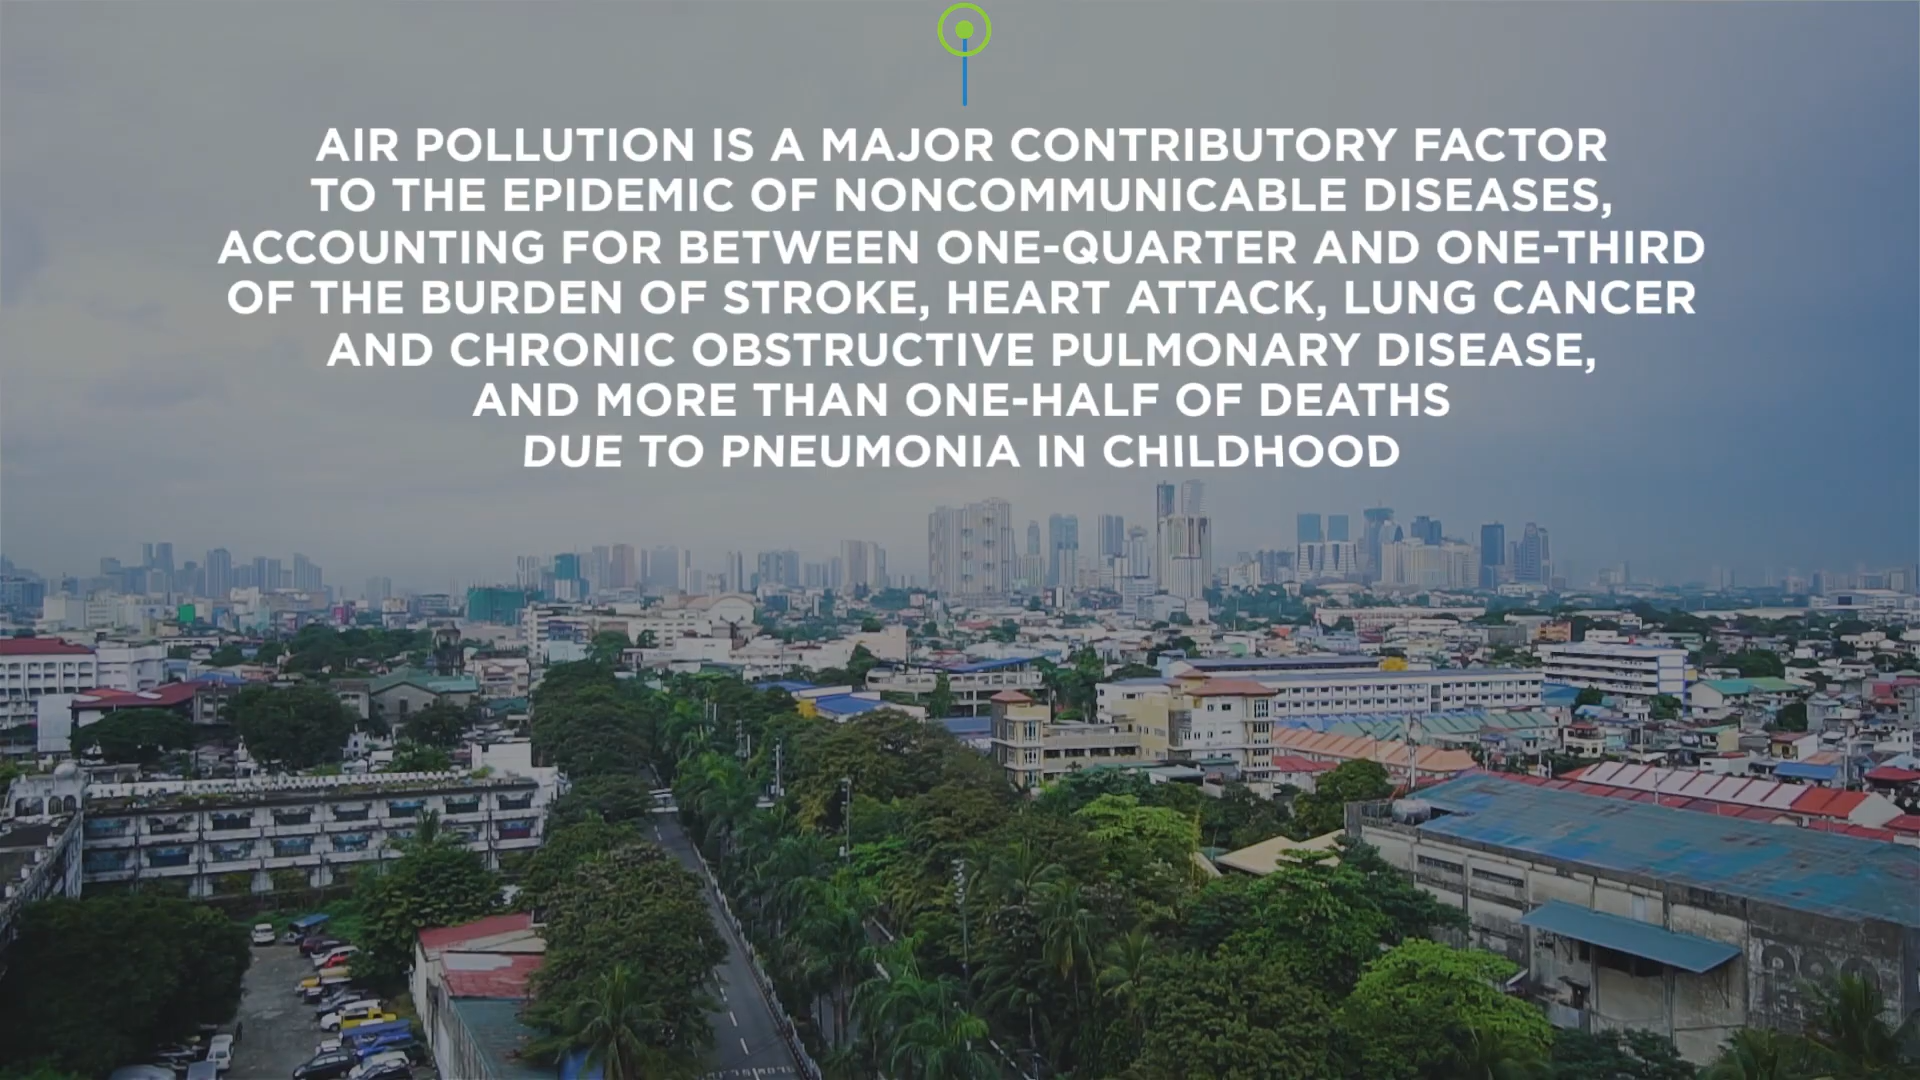 AIR POLLUTION IS A MAJOR CONTRIBUTORY FACTOR
TO THE EPIDEMIC OF NONCOMMUNICABLE DISEASES,
ACCOUNTING FOR BETWEEN ONE-QUARTER AND ONE-THIRD
OF THE BURDEN OF STROKE, HEART ATTACK, LUNG CANCER
AND CHRONIC OBSTRUCTIVE PULMONARY DISEASE,
AND MORE THAN ONE-HALF OF DEATHS
DUE TO PNEUMONIA IN CHILDHOOD